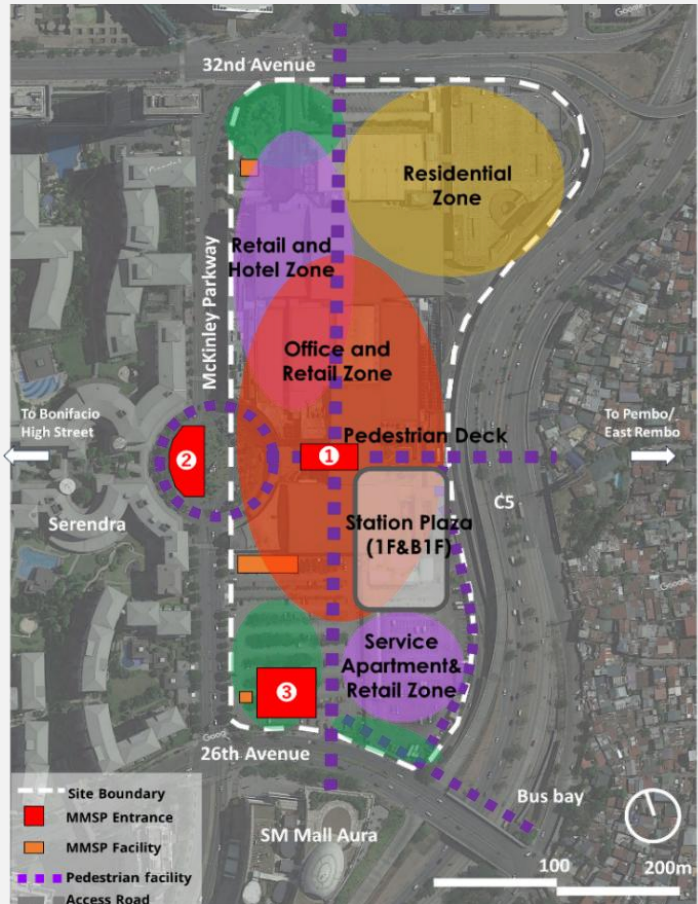 32nd Avenue
Residential
Zone
Retail and
Hotel Zone
McKinley Parkway
Office and
Retail Zone
To Bonifacio
High Street
To Pembo/
East Rembo
Pedestrian Deck
1
2
C5
Serendra
Station Plaza
(1F&B1F)
Service
Apartment&
Retail Zone
3
26th Avenue
Bus bay
SM Mall Aura
Site Boundary
MMSP Entrance
MMSP Facility
Pedestrian facility
Access Road
100
200m